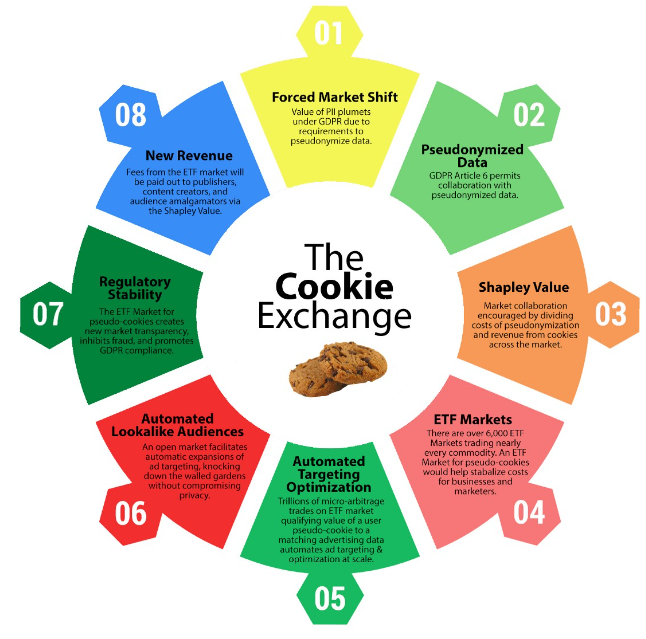 01
Forced Market Shift
Value of PII plumets
under GDPR due to
requirements to
pseudonymize data.
02
Pseudonymized
Data
GDPR Article 6 permits
collaboration with
pseudonymized data.
03
Shapley Value
Market collaboration
encouraged by dividing
costs of pseudonymization
and revenue from cookies
across the market.
04
ETF Markets
There are over 6,000 ETF
Markets trading nearly
every commodity. An ETF
Market for pseudo-cookies
would help stabalize costs
for businesses and
marketers.
05
Automated
Targeting
Optimization
Trillions of micro-arbitrage
trades on ETF market
qualifying value of a user
pseudo-cookie to a
matching advertising data
automates ad targeting &
optimization at scale.
06
Automated
Lookalike Audiences
An open market facilitates
automatic expansions of
ad targeting, knocking
down the walled gardens
without compromising
privacy.
07
Regulatory
Stability
The ETF Market for
pseudo-cookies creates
new market transparency,
inhibits fraud, and promotes
GDPR compliance.
08
New Revenue
Fees from the ETF market will
be paid out to publishers,
content creators, and
audience amalgamators via
the Shapley Value.
The
Cookie
Exchange